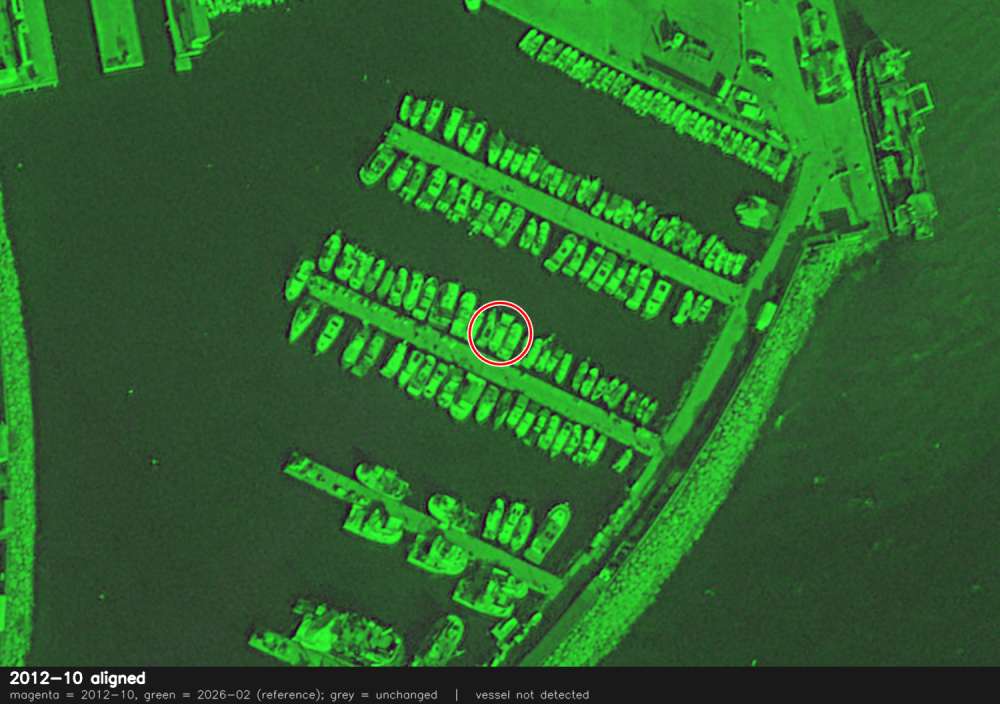 2012-10 aligned
magenta = 2012-10, green = 2026-02 (reference); grey = unchanged | vessel not detected